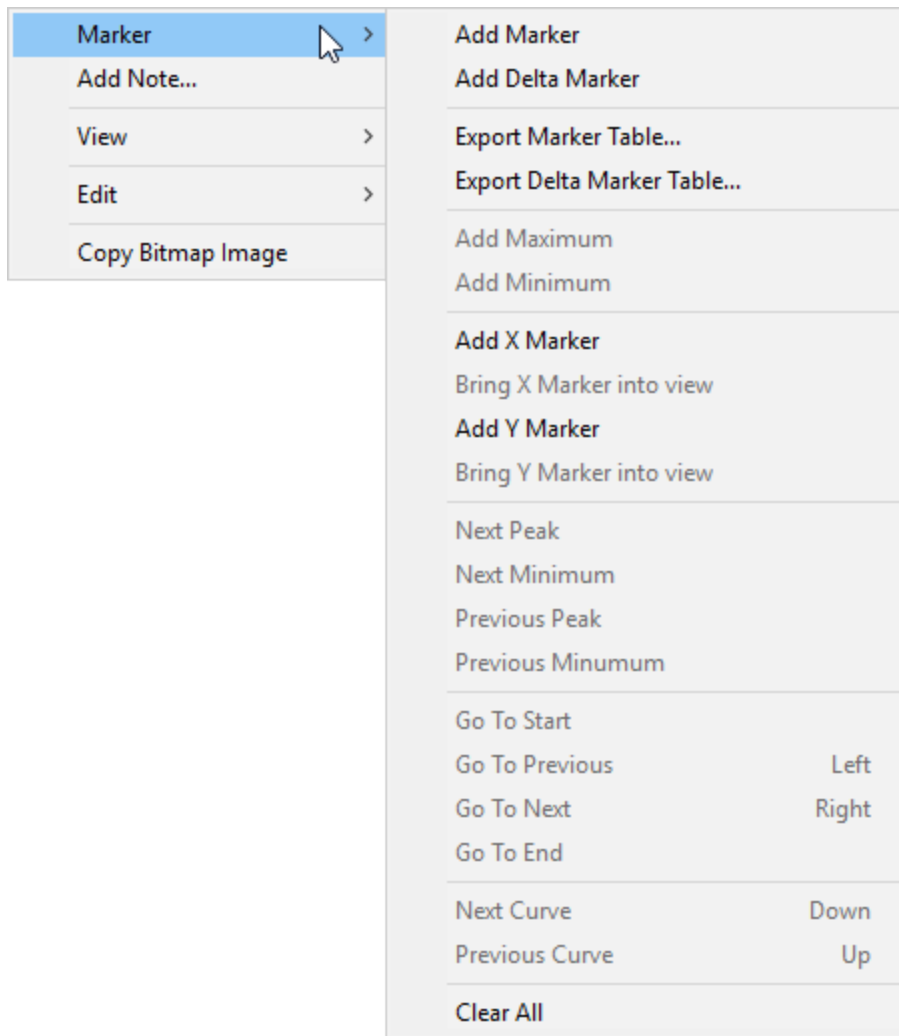 Marker
Add Note...
View
Edit
Copy Bitmap Image
Add Marker
Add Delta Marker
Export Marker Table...
Export Delta Marker Table...
Add Maximum
Add Minimum
Add X Marker
Bring X Marker into view
Add Y Marker
Bring Y Marker into view
Next Peak
Next Minimum
Previous Peak
Previous Minumum
Go To Start
Go To Previous Left
Go To Next Right
Go To End
Next Curve Down
Previous Curve Up
Clear All